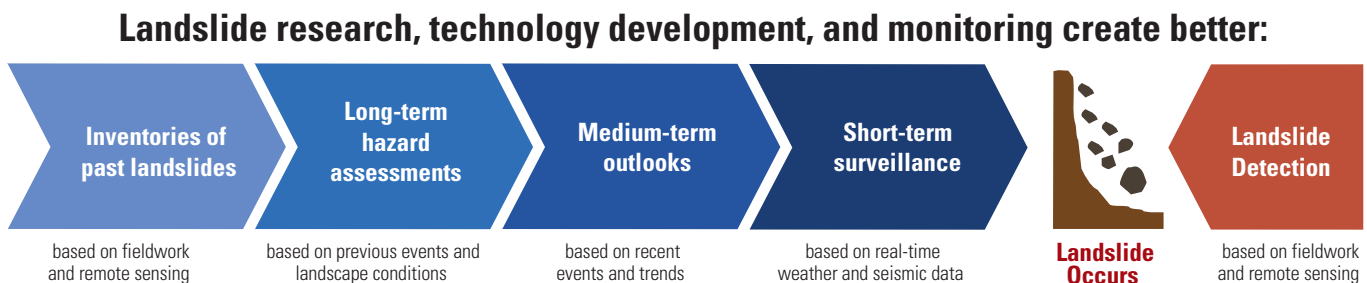 Landslide research, technology development, and monitoring create better:
Inventories of
past landslides
based on fieldwork
and remote sensing
Long-term
hazard
assessments
based on previous events and
landscape conditions
Medium-term
outlooks
based on recent
events and trends
Short-term
surveillance
based on real-time
weather and seismic data
Landslide
Occurs
Landslide
Detection
based on fieldwork
and remote sensing